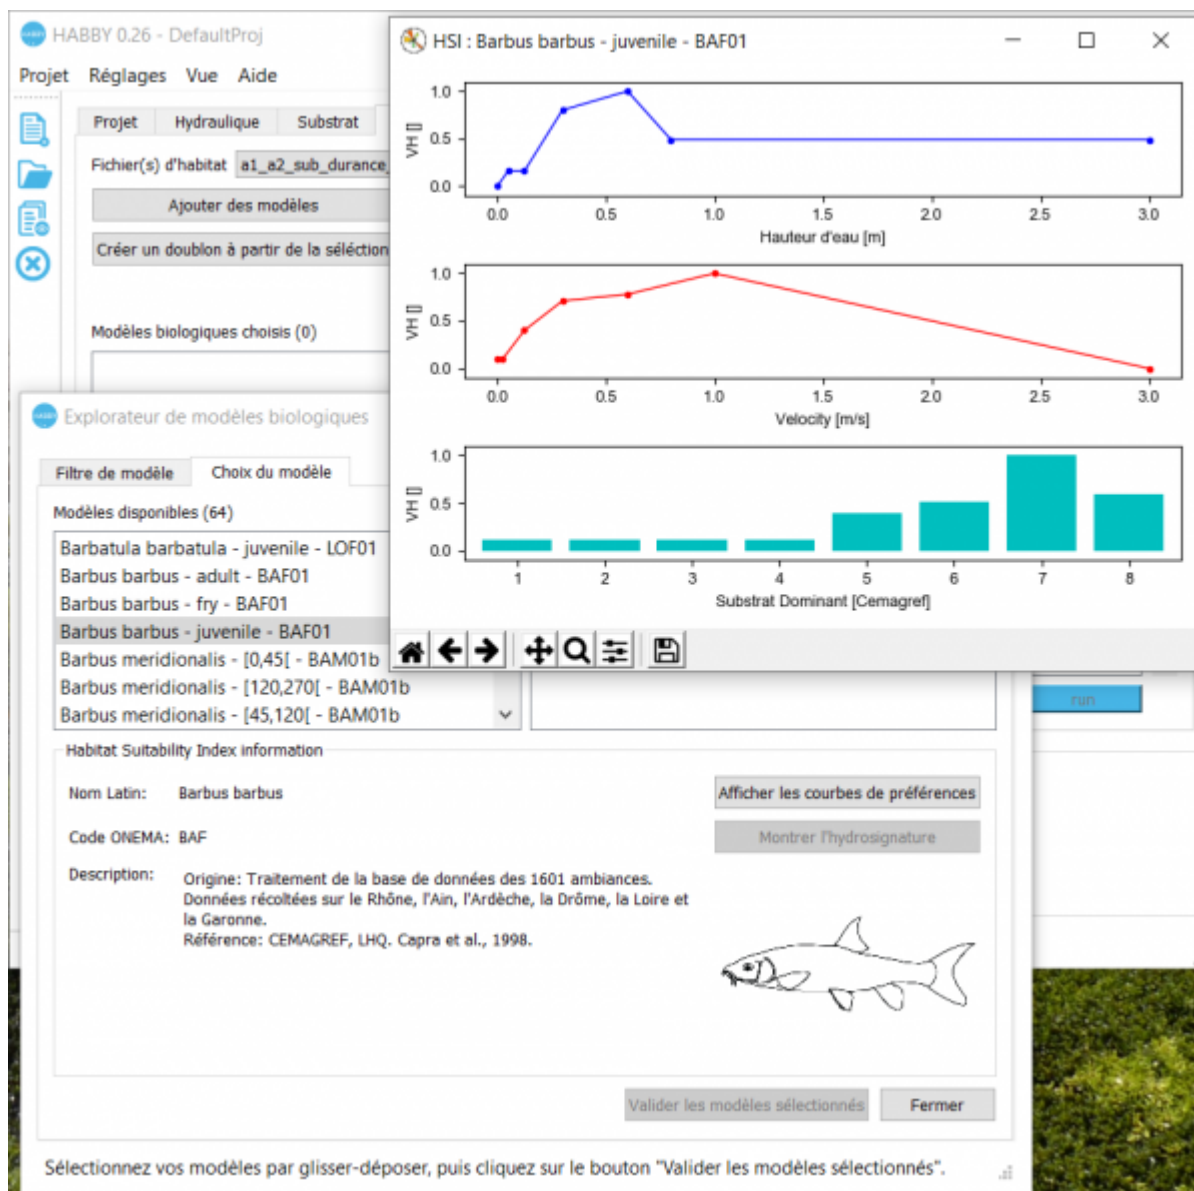 HABBY 0.26 - DefaultProj
Projet Réglages Vue Aide
Projet Hydraulique Substrat
Fichier(s) d'habitat a1_a2_sub_durance_
Ajouter des modèles
Créer un doublon à partir de la séléction
Modèles biologiques choisis (0)
HSI : Barbus barbus - juvenile - BAF01
1.0
VH []
0.5
0.0
0.0 0.5 1.0 1.5 2.0 2.5 3.0
Hauteur d'eau [m]
1.0
VH []
0.5
0.0
0.0 0.5 1.0 1.5 2.0 2.5 3.0
Velocity [m/s]
1.0
VH []
0.5
0.0
1 2 3 4 5 6 7 8
Substrat Dominant [Cemagref]
run
HABBY Explorateur de modèles biologiques
Filtre de modèle Choix du modèle
Modèles disponibles (64)
Barbatula barbatula - juvenile - LOF01
Barbus barbus - adult - BAF01
Barbus barbus - fry - BAF01
Barbus barbus - juvenile - BAF01
Barbus meridionalis - [0,45[ - BAM01b
Barbus meridionalis - [120,270[ - BAM01b
Barbus meridionalis - [45,120[ - BAM01b
Habitat Suitability Index information
Nom Latin: Barbus barbus
Afficher les courbes de préférences
Code ONEMA: BAF
Montrer l'hydrosignature
Description: Origine: Traitement de la base de données des 1601 ambiances.
Données récoltées sur le Rhône, l'Ain, l'Ardèche, la Drôme, la Loire et
la Garonne.
Référence: CEMAGREF, LHQ. Capra et al., 1998.
Valider les modèles sélectionnés Fermer
Sélectionnez vos modèles par glisser-déposer, puis cliquez sur le bouton "Valider les modèles sélectionnés".